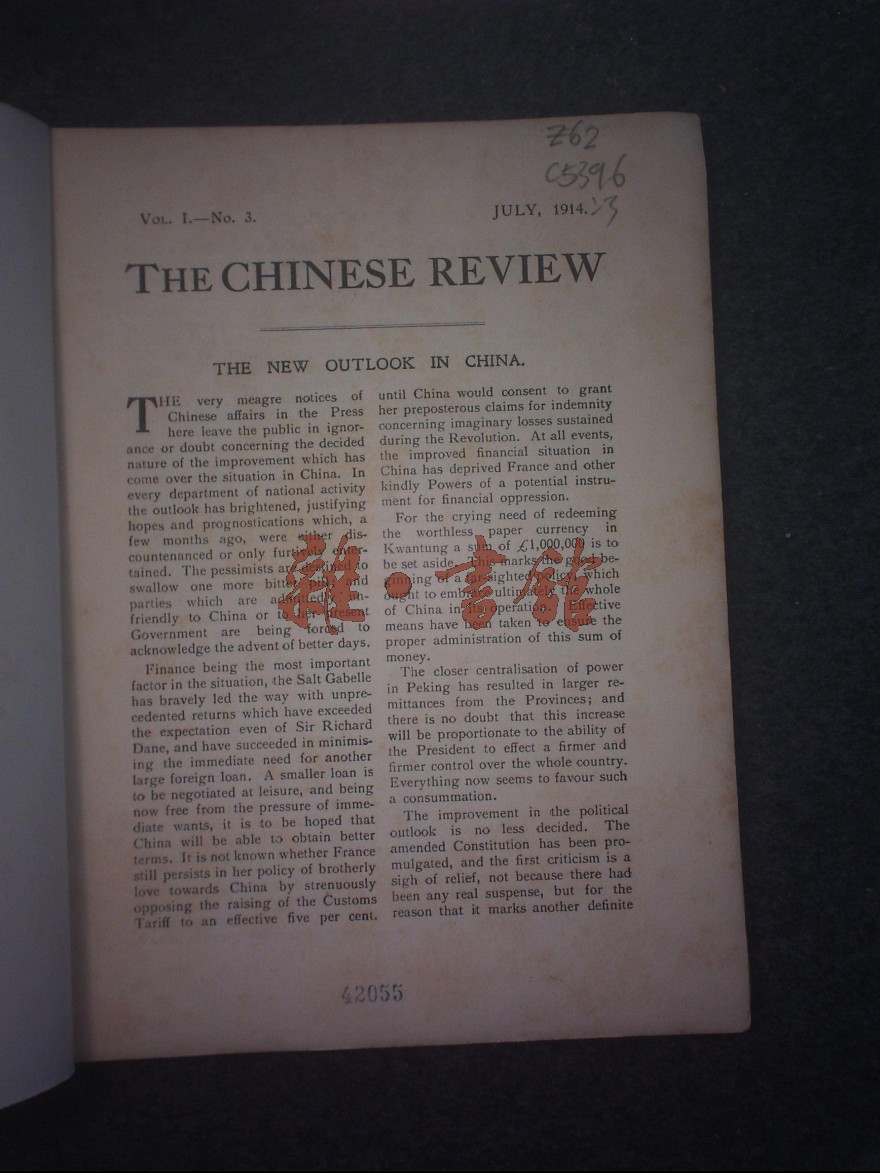 Z62
C5396
VOL. I.—No. 3.
JULY, 1914.
:3
THE CHINESE REVIEW
THE NEW OUTLOOK IN CHINA.
THE very meagre notices of
Chinese affairs in the Press
here leave the public in ignor-
ance or doubt concerning the decided
nature of the improvement which has
come over the situation in China. In
every department of national activity
the outlook has brightened, justifying
hopes and prognostications which, a
few months ago, were either dis-
countenanced or only furtively enter-
tained. The pessimists are destined to
swallow one more bitter pill, and
parties which are admittedly un-
friendly to China or to her present
Government are being forced to
acknowledge the advent of better days.
Finance being the most important
factor in the situation, the Salt Gabelle
has bravely led the way with unpre-
cedented returns which have exceeded
the expectation even of Sir Richard
Dane, and have succeeded in minimis-
ing the immediate need for another
large foreign loan. A smaller loan is
to be negotiated at leisure, and being
now free from the pressure of imme-
diate wants, it is to be hoped that
China will be able to obtain better
terms. It is not known whether France
still persists in her policy of brotherly
love towards China by strenuously
opposing the raising of the Customs
Tariff to an effective five per cent.
until China would consent to grant
her preposterous claims for indemnity
concerning imaginary losses sustained
during the Revolution. At all events,
the improved financial situation in
China has deprived France and other
kindly Powers of a potential instru-
ment for financial oppression.
For the crying need of redeeming
the worthless paper currency in
Kwantung a sum of £1,000,000 is to
be set aside. This marks the good be-
ginning of a far-sighted policy, which
ought to embrace ultimately the whole
of China in its operation. Effective
means have been taken to ensure the
proper administration of this sum of
money.
The closer centralisation of power
in Peking has resulted in larger re-
mittances from the Provinces; and
there is no doubt that this increase
will be proportionate to the ability of
the President to effect a firmer and
firmer control over the whole country.
Everything now seems to favour such
a consummation.
The improvement in the political
outlook is no less decided. The
amended Constitution has been pro-
mulgated, and the first criticism is a
sigh of relief, not because there had
been any real suspense, but for the
reason that it marks another definite
42055